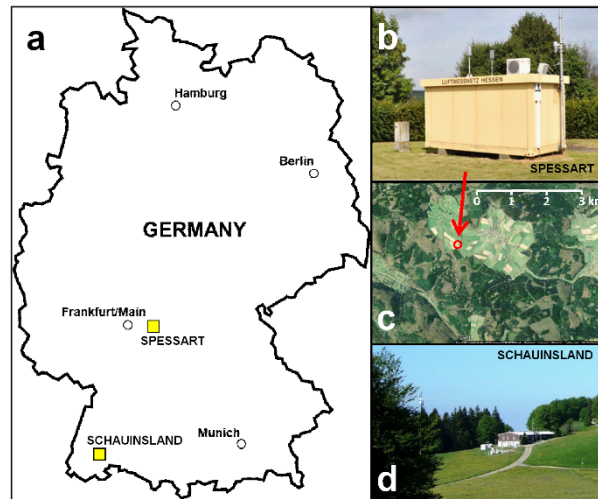 a
Hamburg
Berlin
GERMANY
Frankfurt/Main
SPESSART
SCHAUINSLAND
Munich
b
LUFTMESSNETZ HESSEN
SPESSART
0 1 2 3 km
c
SCHAUINSLAND
d